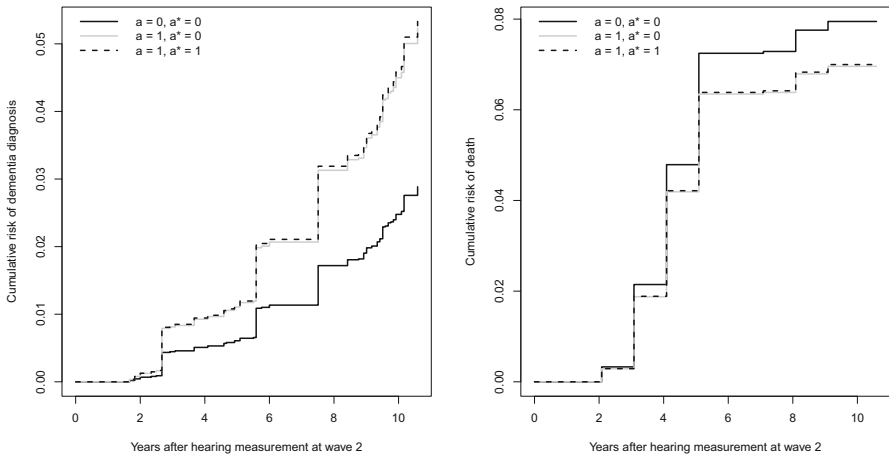 a = 0, a* = 0
a = 1, a* = 0
a = 1, a* = 1
Cumulative risk of dementia diagnosis
0.05
0.04
0.03
0.02
0.01
0.00
0 2 4 6 8 10
Years after hearing measurement at wave 2
a = 0, a* = 0
a = 1, a* = 0
a = 1, a* = 1
Cumulative risk of death
0.08
0.06
0.04
0.02
0.00
0 2 4 6 8 10
Years after hearing measurement at wave 2